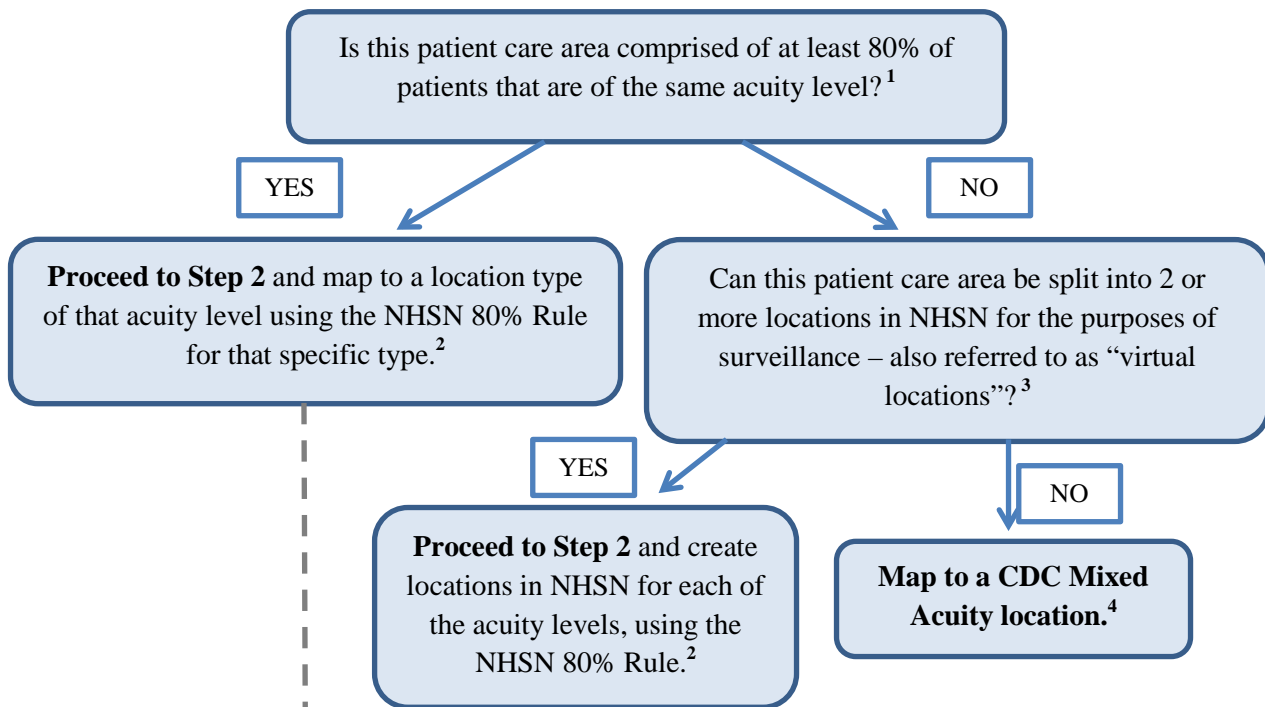 Is this patient care area comprised of at least 80% of
patients that are of the same acuity level? 1
YES
NO
Proceed to Step 2 and map to a location type
of that acuity level using the NHSN 80% Rule
for that specific type.2
Can this patient care area be split into 2 or
more locations in NHSN for the purposes of
surveillance – also referred to as “virtual
locations”? 3
YES
NO
Proceed to Step 2 and create
locations in NHSN for each of
the acuity levels, using the
NHSN 80% Rule.2
Map to a CDC Mixed
Acuity location.4